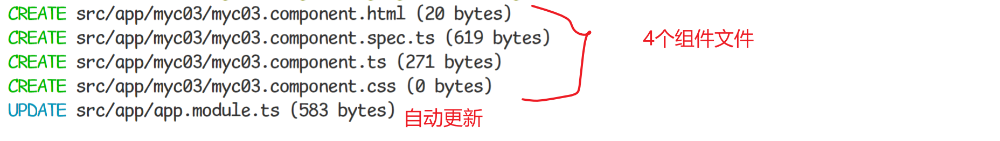 CREATE src/app/myc03/myc03.component.html (20 bytes)
CREATE src/app/myc03/myc03.component.spec.ts (619 bytes)
4个组件文件
CREATE src/app/myc03/myc03.component.ts (271 bytes)
CREATE src/app/myc03/myc03.component.css (0 bytes)
UPDATE src/app/app.module.ts (583 bytes)
自动更新